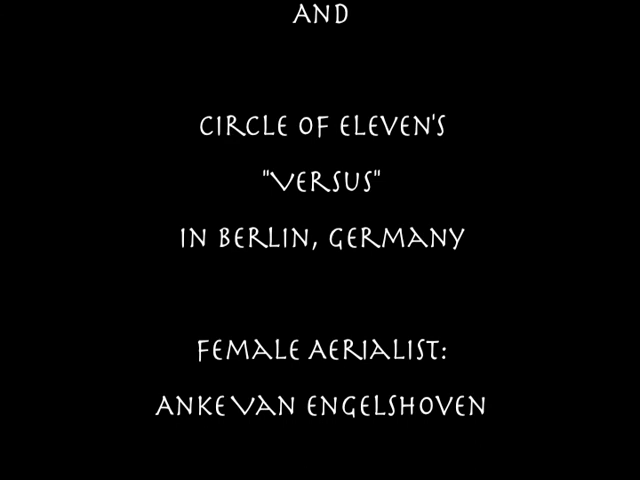 AND
CIRCLE OF ELEVEN'S
"VERSUS"
IN BERLIN, GERMANY
FEMALE AERIALIST:
ANKE VAN ENGELSHOVEN